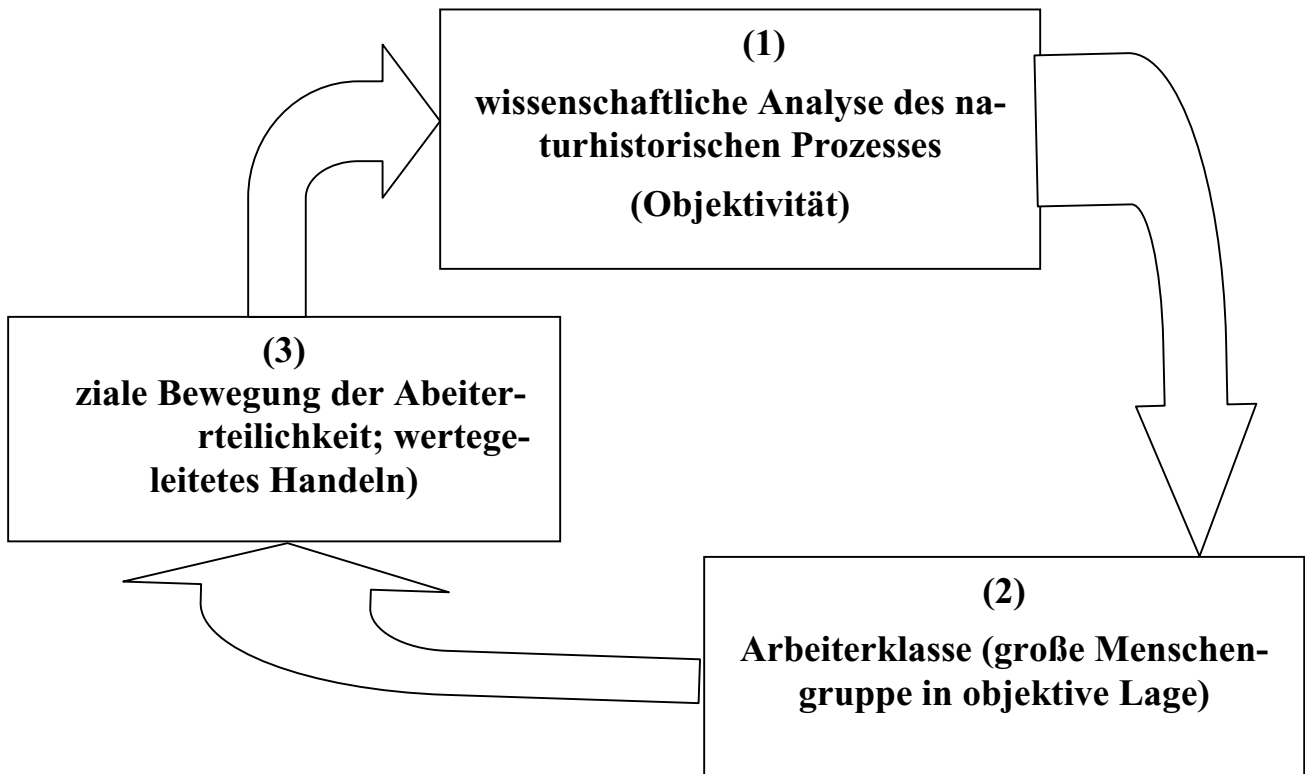 (1)
wissenschaftliche Analyse des na-
turhistorischen Prozesses
(Objektivität)
(3)
ziale Bewegung der Abeiter-
rteilichkeit; wertege-
leitetes Handeln)
(2)
Arbeiterklasse (große Menschen-
gruppe in objektive Lage)